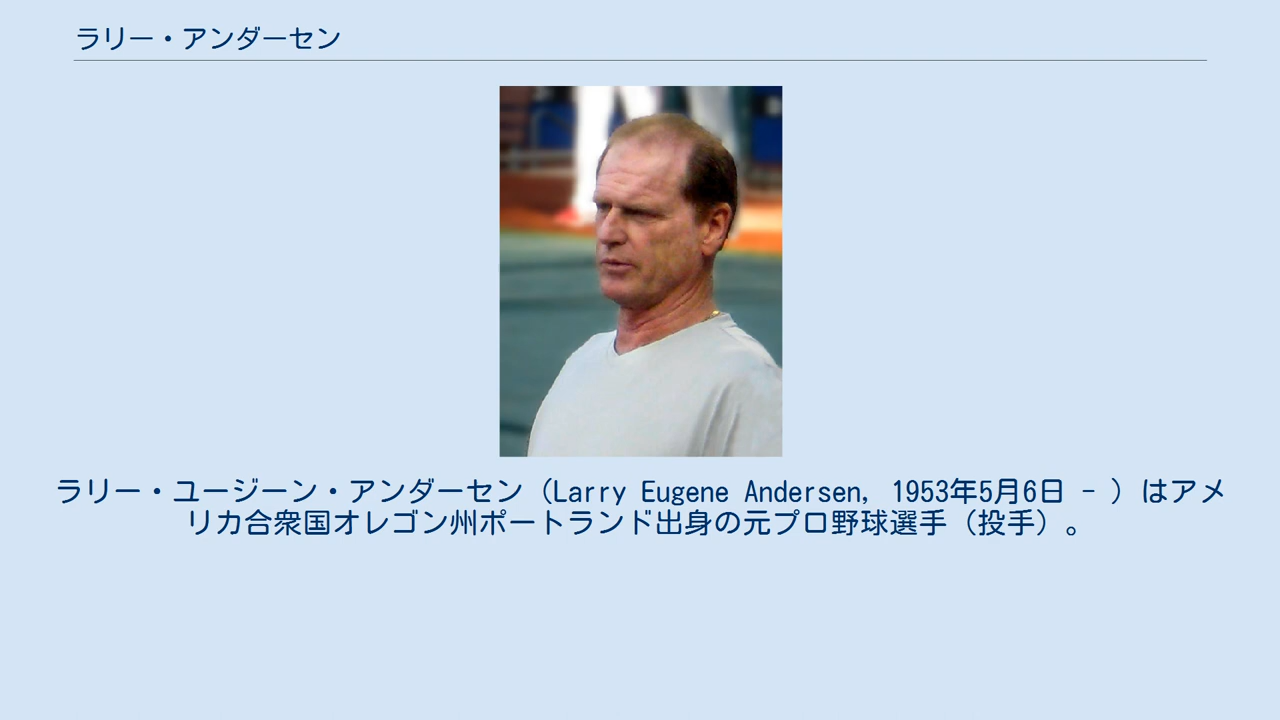 ラリー・アンダーセン
ラリー・ユージーン・アンダーセン（Larry Eugene Andersen, 1953年5月6日 - ）はアメ
リカ合衆国オレゴン州ポートランド出身の元プロ野球選手（投手）。